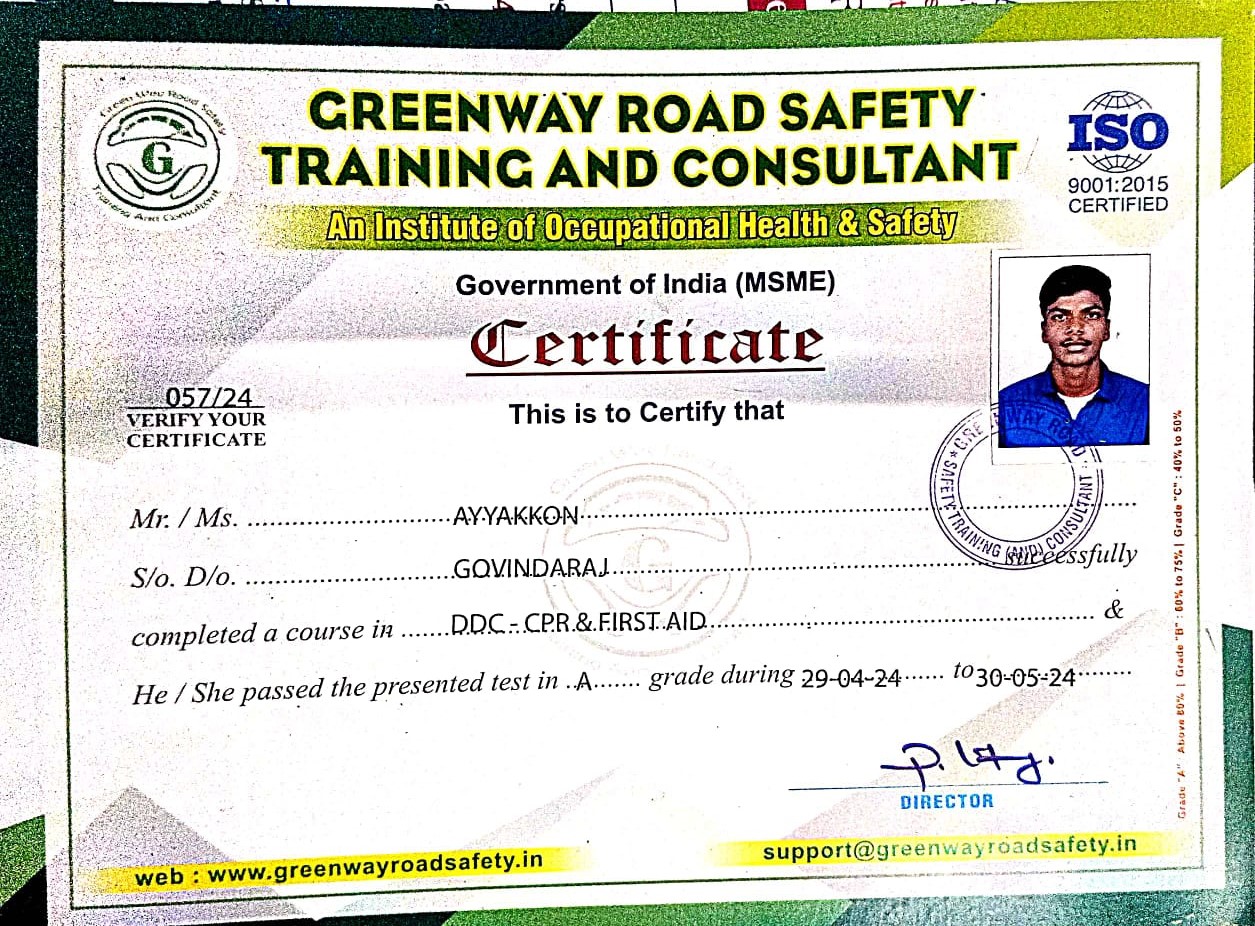 Green Way Road Safety
G
Training And Consultant
GREENWAY ROAD SAFETY
TRAINING AND CONSULTANT
An Institute of Occupational Health & Safety
ISO
9001:2015
CERTIFIED
Government of India (MSME)
Certificate
057/24
VERIFY YOUR
CERTIFICATE
This is to Certify that
GREENWAY ROAD
SAFETY TRAINING (AND) CONSULTANT
Mr. / Ms. AYYAKKON
S/o. D/o. GOVINDARAJ successfully
completed a course in DDC - CPR & FIRST AID &
He / She passed the presented test in A grade during 29-04-24 to 30-05-24
Grade "A" Above 80% | Grade "B" : 60% to 75% | Grade "C" : 40% to 50%
DIRECTOR
web : www.greenwayroadsafety.in
support@greenwayroadsafety.in